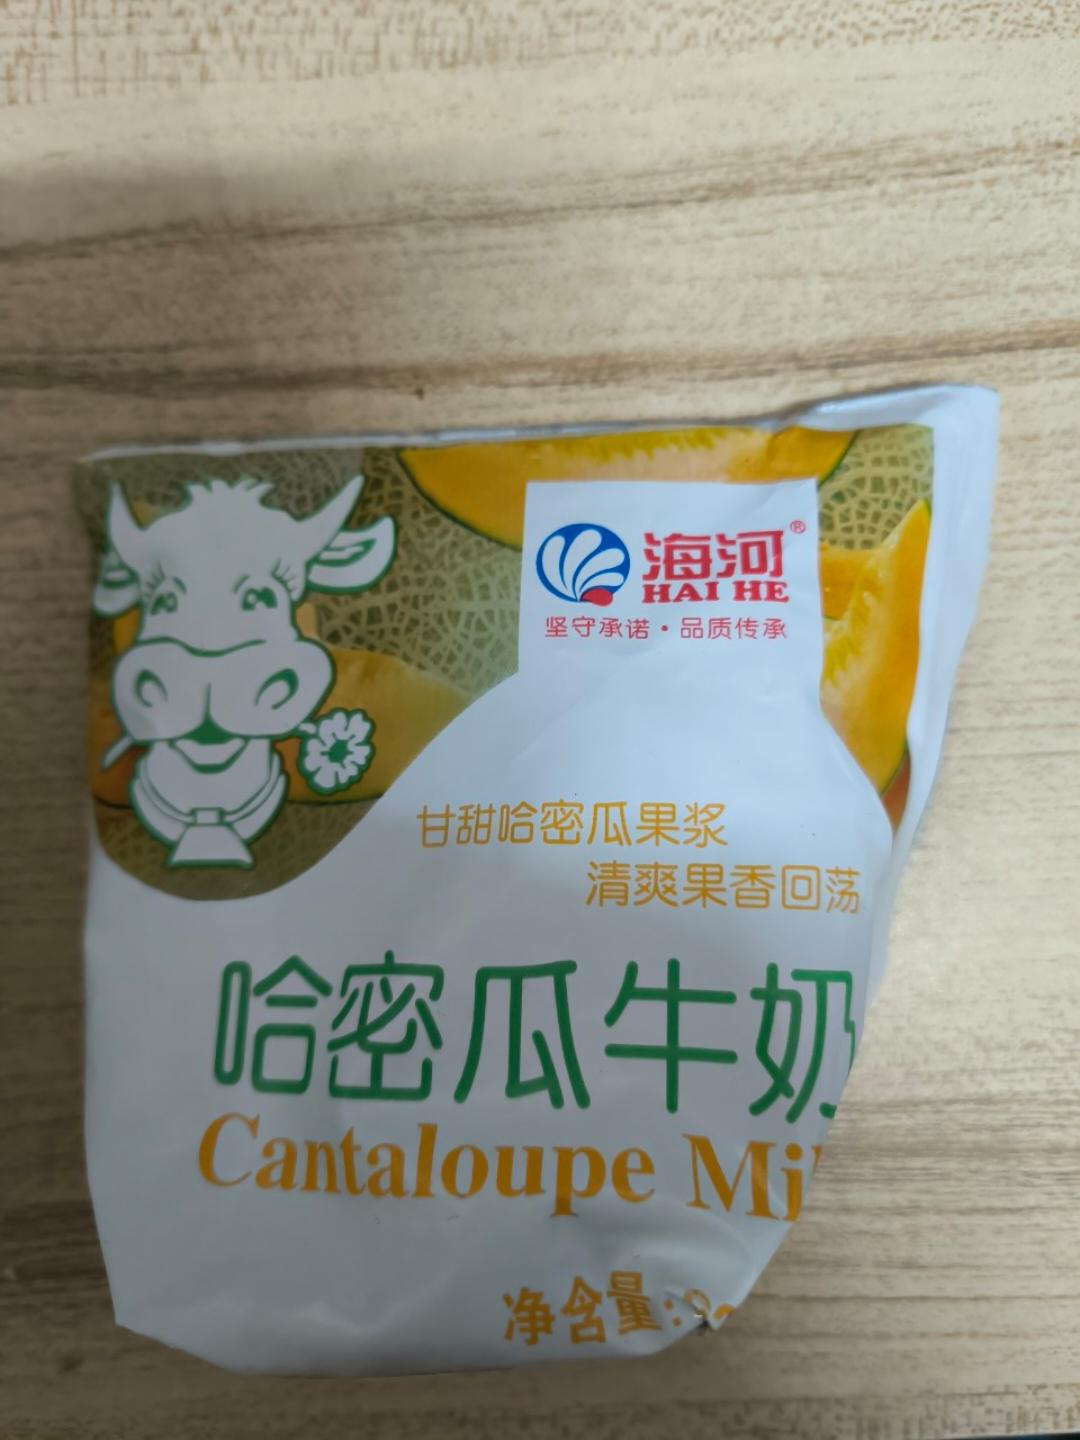 海河®
HAI HE
坚守承诺·品质传承
甘甜哈密瓜果浆
清爽果香回荡
哈密瓜牛奶
Cantaloupe
净含量: